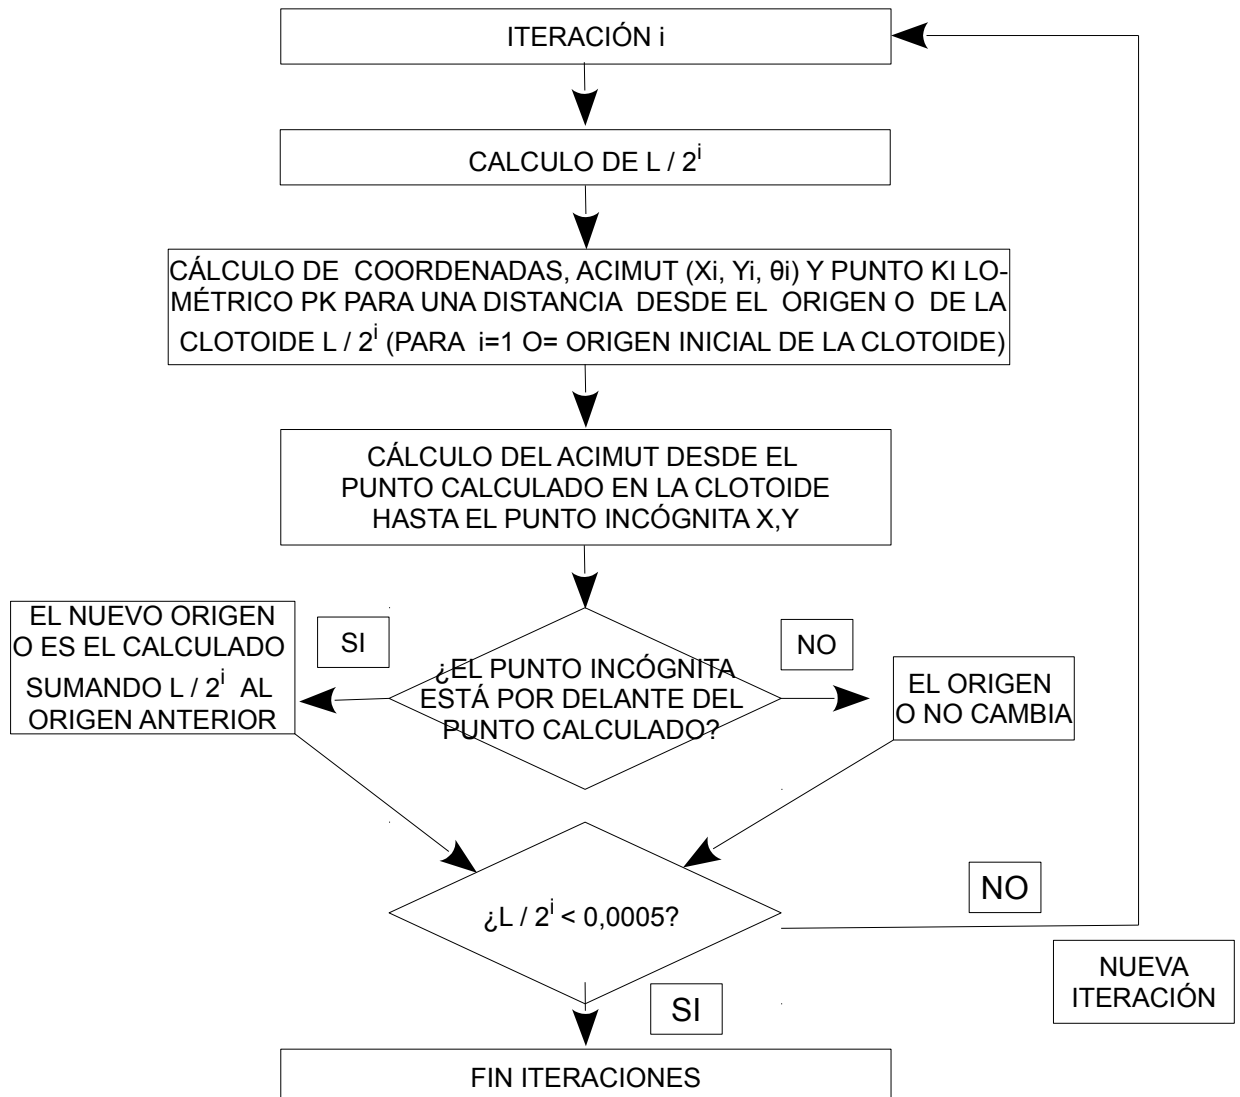 ITERACIÓN i
CALCULO DE L / 2^i
CÁLCULO DE COORDENADAS, ACIMUT (Xi, Yi, θi) Y PUNTO KI LO-
MÉTRICO PK PARA UNA DISTANCIA DESDE EL ORIGEN O DE LA
CLOTOIDE L / 2^i (PARA i=1 O= ORIGEN INICIAL DE LA CLOTOIDE)
CÁLCULO DEL ACIMUT DESDE EL
PUNTO CALCULADO EN LA CLOTOIDE
HASTA EL PUNTO INCÓGNITA X,Y
EL NUEVO ORIGEN
O ES EL CALCULADO
SUMANDO L / 2^i AL
ORIGEN ANTERIOR
SI
¿EL PUNTO INCÓGNITA
ESTÁ POR DELANTE DEL
PUNTO CALCULADO?
NO
EL ORIGEN
O NO CAMBIA
¿L / 2^i < 0,0005?
NO
NUEVA
ITERACIÓN
SI
FIN ITERACIONES